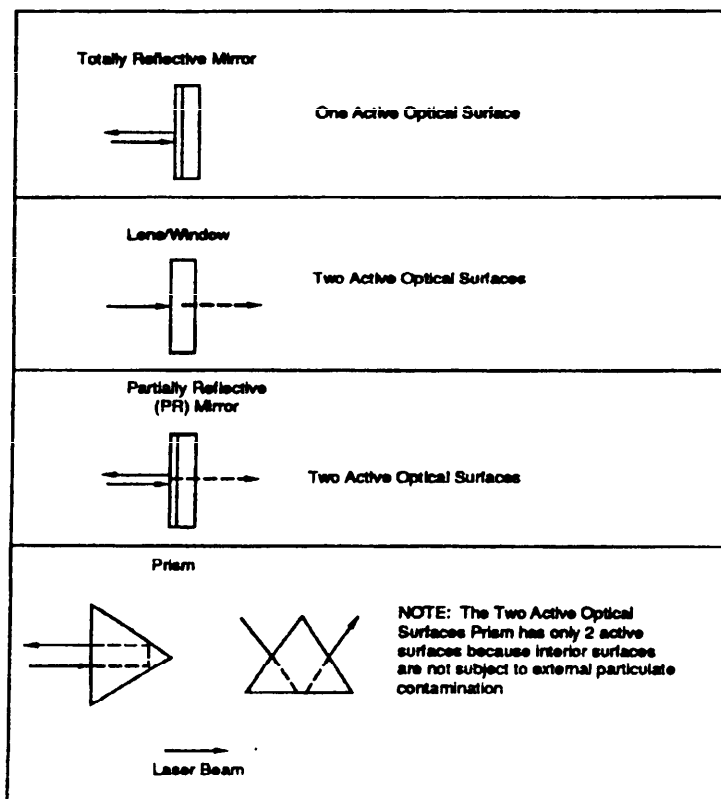 Totally Reflective Mirror
One Active Optical Surface
Lens/Window
Two Active Optical Surfaces
Partially Reflective
(PR) Mirror
Two Active Optical Surfaces
Prism
NOTE: The Two Active Optical
Surfaces Prism has only 2 active
surfaces because interior surfaces
are not subject to external particulate
contamination
Laser Beam